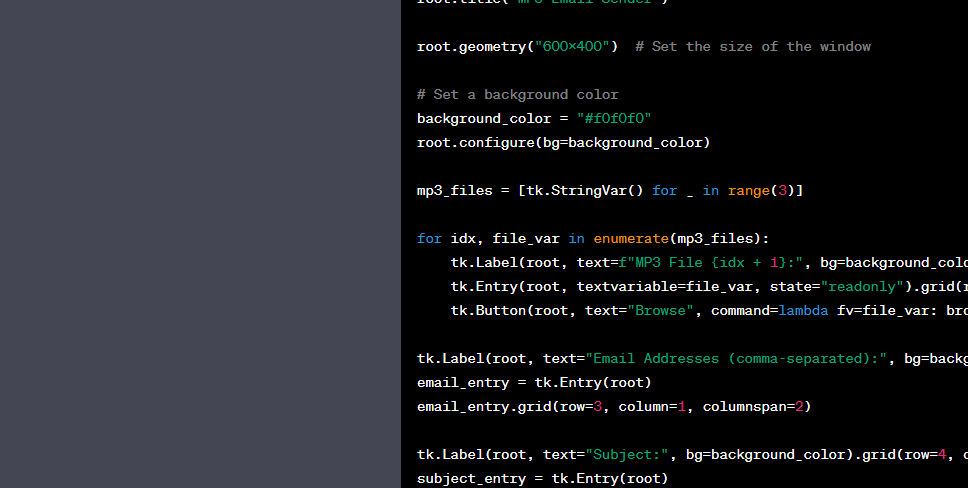 root.title("MP3 Email Sender")
root.geometry("600×400")  # Set the size of the window
# Set a background color
background_color = "#f0f0f0"
root.configure(bg=background_color)
mp3_files = [tk.StringVar() for _ in range(3)]
for idx, file_var in enumerate(mp3_files):
    tk.Label(root, text=f"MP3 File {idx + 1}:", bg=background_colo
    tk.Entry(root, textvariable=file_var, state="readonly").grid(r
    tk.Button(root, text="Browse", command=lambda fv=file_var: bro
tk.Label(root, text="Email Addresses (comma-separated):", bg=backg
email_entry = tk.Entry(root)
email_entry.grid(row=3, column=1, columnspan=2)
tk.Label(root, text="Subject:", bg=background_color).grid(row=4, c
subject_entry = tk.Entry(root)